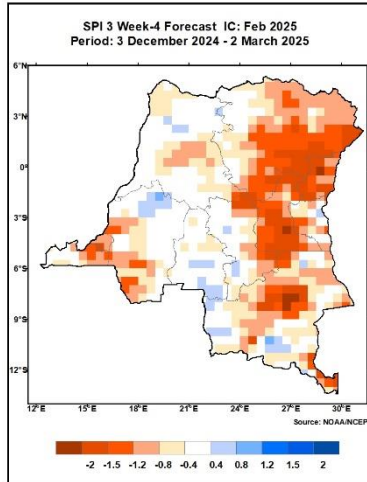 SPI 3 Week-4 Forecast IC: Feb 2025
Period: 3 December 2024 - 2 March 2025
6°N
3°N
0°
3°S
6°S
9°S
12°S
12°E 15°E 18°E 21°E 24°E 27°E 30°E
Source: NOAA/NCEP
-2 -1.5 -1.2 -0.8 -0.4 0.4 0.8 1.2 1.5 2